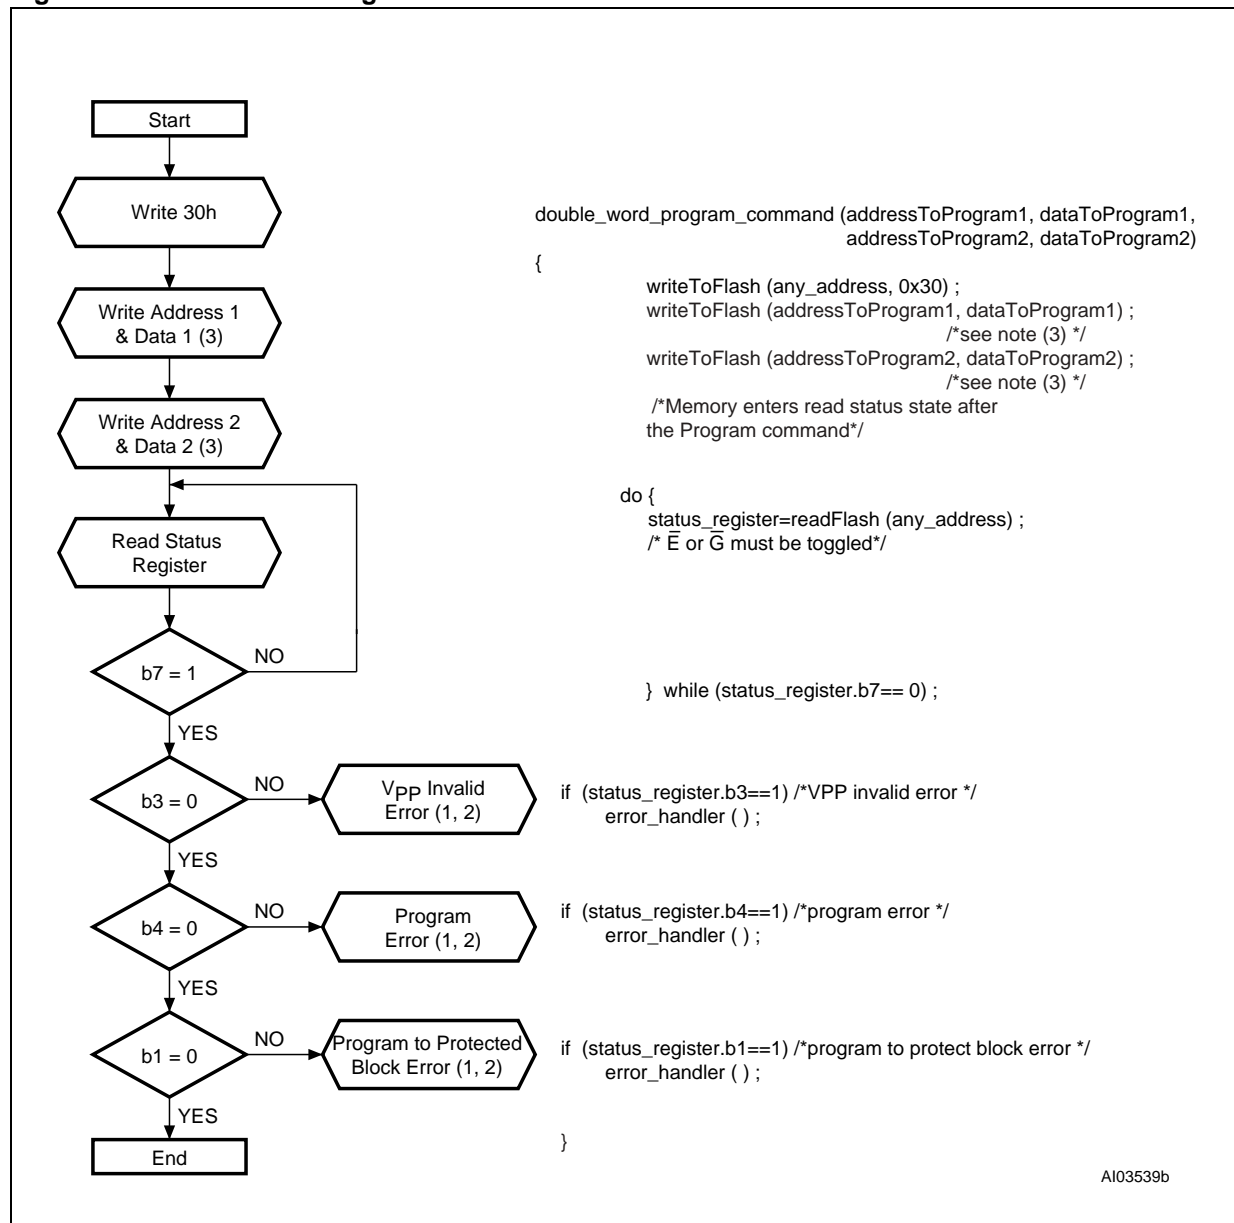 Start
Write 30h
Write Address 1
& Data 1 (3)
Write Address 2
& Data 2 (3)
Read Status
Register
b7 = 1
NO
YES
b3 = 0
NO
VPP Invalid
Error (1, 2)
YES
b4 = 0
NO
Program
Error (1, 2)
YES
b1 = 0
NO
Program to Protected
Block Error (1, 2)
YES
End
double_word_program_command (addressToProgram1, dataToProgram1,
addressToProgram2, dataToProgram2)
{
writeToFlash (any_address, 0x30) ;
writeToFlash (addressToProgram1, dataToProgram1) ;
/*see note (3) */
writeToFlash (addressToProgram2, dataToProgram2) ;
/*see note (3) */
/*Memory enters read status state after
the Program command*/
do {
status_register=readFlash (any_address) ;
/* E̅ or G̅ must be toggled*/
} while (status_register.b7== 0) ;
if (status_register.b3==1) /*VPP invalid error */
error_handler ( ) ;
if (status_register.b4==1) /*program error */
error_handler ( ) ;
if (status_register.b1==1) /*program to protect block error */
error_handler ( ) ;
}
AI03539b